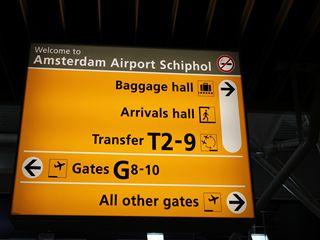 Welcome to
Amsterdam Airport Schiphol
Baggage hall
Arrivals hall
Transfer T2-9
Gates G8-10
All other gates